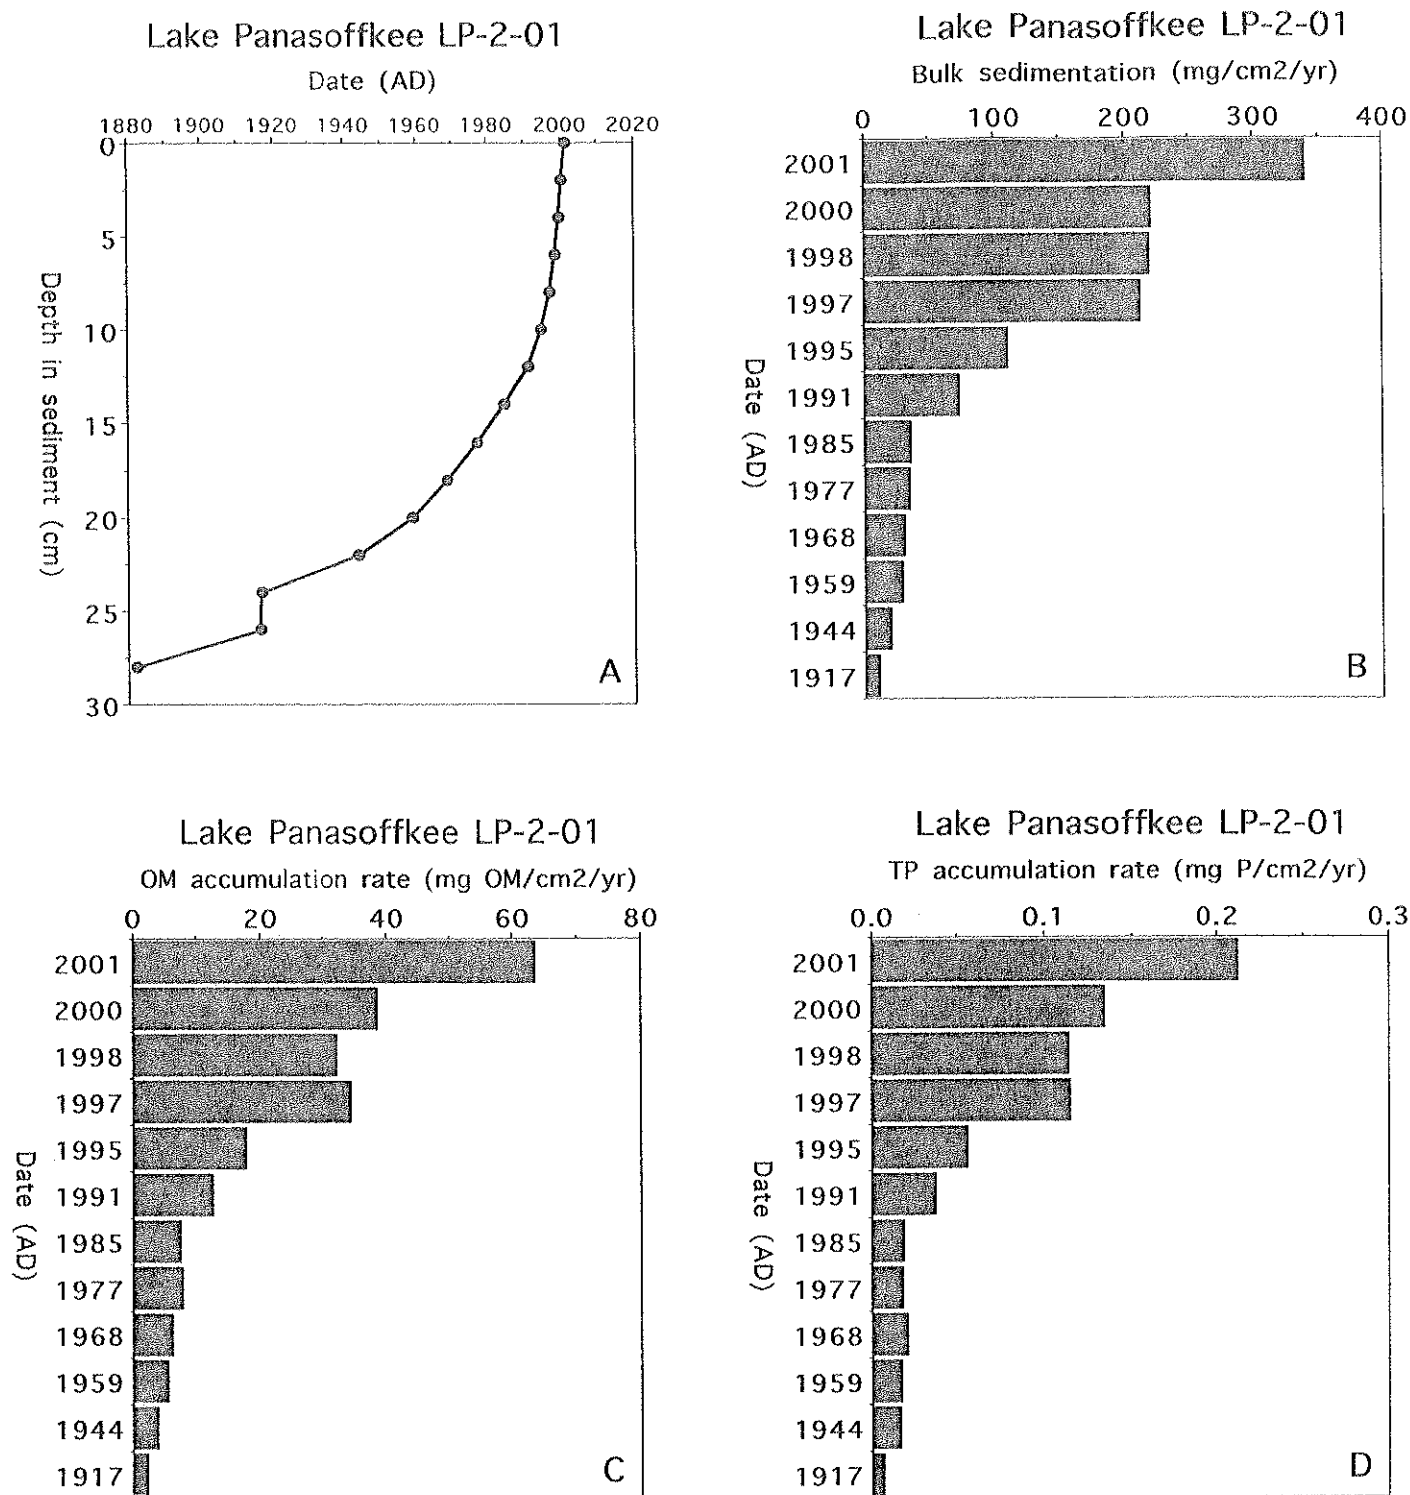 Lake Panasoffkee LP-2-01
Date (AD)
1880 1900 1920 1940 1960 1980 2000 2020
0
5
10
15
20
25
30
Depth in sediment (cm)
A
Lake Panasoffkee LP-2-01
Bulk sedimentation (mg/cm2/yr)
0 100 200 300 400
2001
2000
1998
1997
1995
1991
1985
1977
1968
1959
1944
1917
Date (AD)
B
Lake Panasoffkee LP-2-01
OM accumulation rate (mg OM/cm2/yr)
0 20 40 60 80
2001
2000
1998
1997
1995
1991
1985
1977
1968
1959
1944
1917
Date (AD)
C
Lake Panasoffkee LP-2-01
TP accumulation rate (mg P/cm2/yr)
0.0 0.1 0.2 0.3
2001
2000
1998
1997
1995
1991
1985
1977
1968
1959
1944
1917
Date (AD)
D